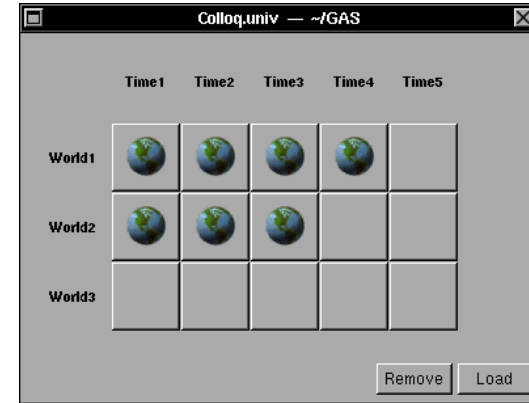 Colloq.univ — ~/GAS
Time1 Time2 Time3 Time4 Time5
World1
World2
World3
Remove Load